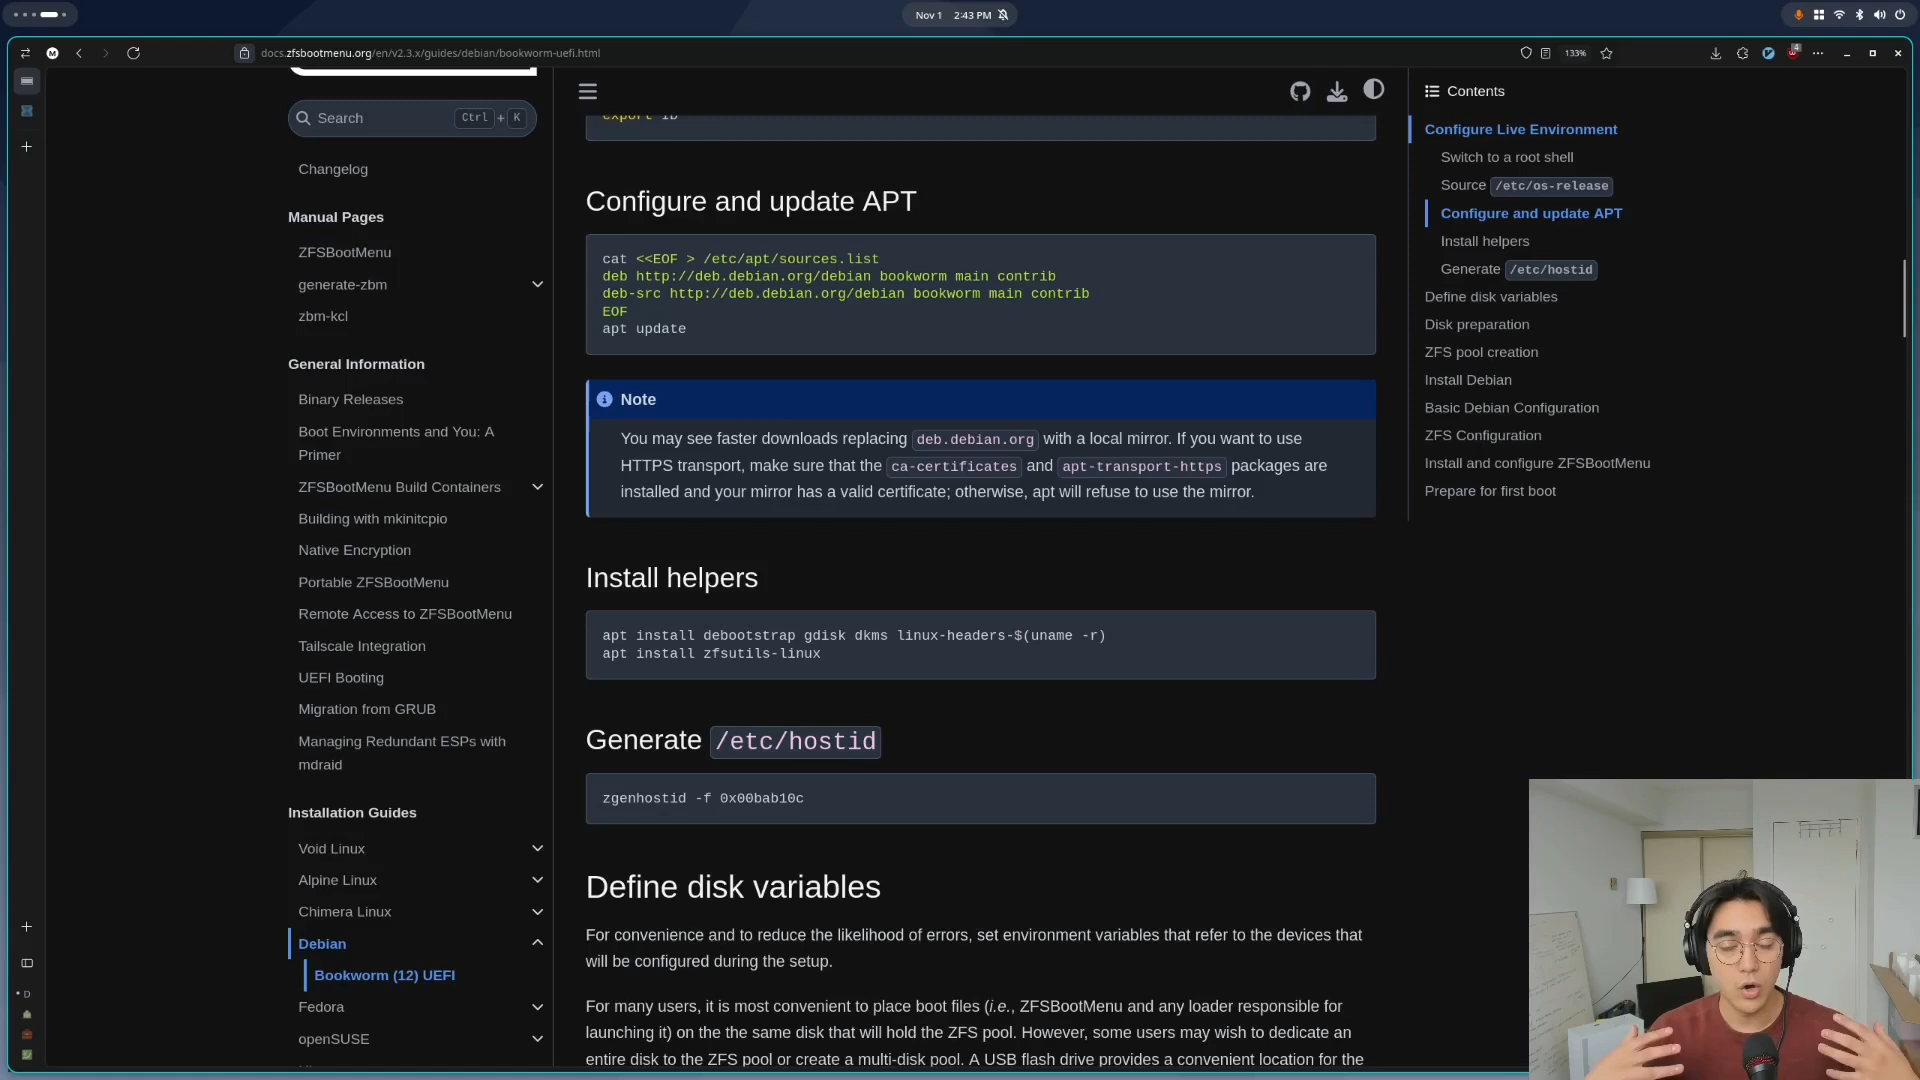 Nov 1 2:43 PM
docs.zfsbootmenu.org/en/v2.3.x/guides/debian/bookworm-uefi.html
133%
4
Search
Ctrl + K
Changelog
Manual Pages
ZFSBootMenu
generate-zbm
zbm-kcl
General Information
Binary Releases
Boot Environments and You: A
Primer
ZFSBootMenu Build Containers
Building with mkinitcpio
Native Encryption
Portable ZFSBootMenu
Remote Access to ZFSBootMenu
Tailscale Integration
UEFI Booting
Migration from GRUB
Managing Redundant ESPs with
mdraid
Installation Guides
Void Linux
Alpine Linux
Chimera Linux
Debian
Bookworm (12) UEFI
Fedora
openSUSE
export ID
Configure and update APT
cat <<EOF > /etc/apt/sources.list
deb http://deb.debian.org/debian bookworm main contrib
deb-src http://deb.debian.org/debian bookworm main contrib
EOF
apt update
Note
You may see faster downloads replacing deb.debian.org with a local mirror. If you want to use
HTTPS transport, make sure that the ca-certificates and apt-transport-https packages are
installed and your mirror has a valid certificate; otherwise, apt will refuse to use the mirror.
Install helpers
apt install debootstrap gdisk dkms linux-headers-$(uname -r)
apt install zfsutils-linux
Generate /etc/hostid
zgenhostid -f 0x00bab10c
Define disk variables
For convenience and to reduce the likelihood of errors, set environment variables that refer to the devices that
will be configured during the setup.
For many users, it is most convenient to place boot files (i.e., ZFSBootMenu and any loader responsible for
launching it) on the the same disk that will hold the ZFS pool. However, some users may wish to dedicate an
entire disk to the ZFS pool or create a multi-disk pool. A USB flash drive provides a convenient location for the
Contents
Configure Live Environment
Switch to a root shell
Source /etc/os-release
Configure and update APT
Install helpers
Generate /etc/hostid
Define disk variables
Disk preparation
ZFS pool creation
Install Debian
Basic Debian Configuration
ZFS Configuration
Install and configure ZFSBootMenu
Prepare for first boot